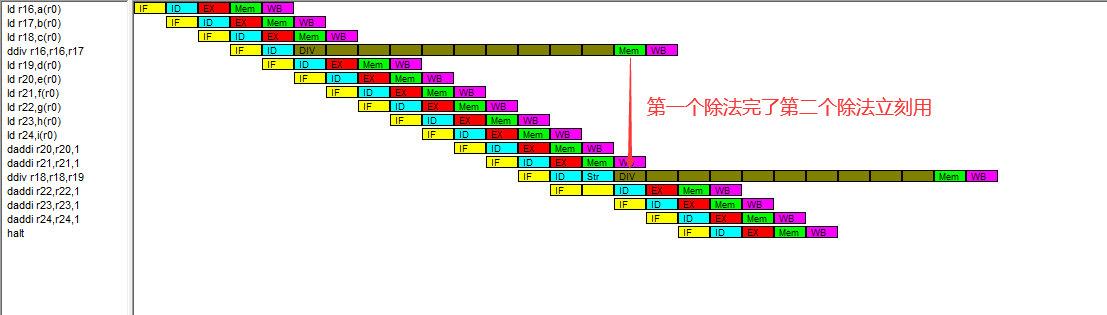 ld r16,a(r0) IF ID EX Mem WB
ld r17,b(r0) IF ID EX Mem WB
ld r18,c(r0) IF ID EX Mem WB
ddiv r16,r16,r17 IF ID DIV Mem WB
ld r19,d(r0) IF ID EX Mem WB
ld r20,e(r0) IF ID EX Mem WB
ld r21,f(r0) IF ID EX Mem WB
ld r22,g(r0) IF ID EX Mem WB
第一个除法完了第二个除法立刻用
ld r23,h(r0) IF ID EX Mem WB
ld r24,i(r0) IF ID EX Mem WB
daddi r20,r20,1 IF ID EX Mem WB
daddi r21,r21,1 IF ID EX Mem WB
ddiv r18,r18,r19 IF ID Str DIV Mem WB
daddi r22,r22,1 IF ID EX Mem WB
daddi r23,r23,1 IF ID EX Mem WB
daddi r24,r24,1 IF ID EX Mem WB
halt IF ID EX Mem WB